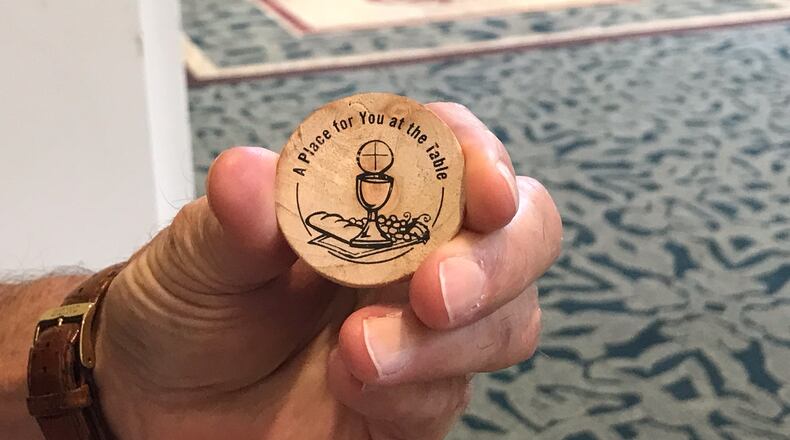 A Place for You at the Table